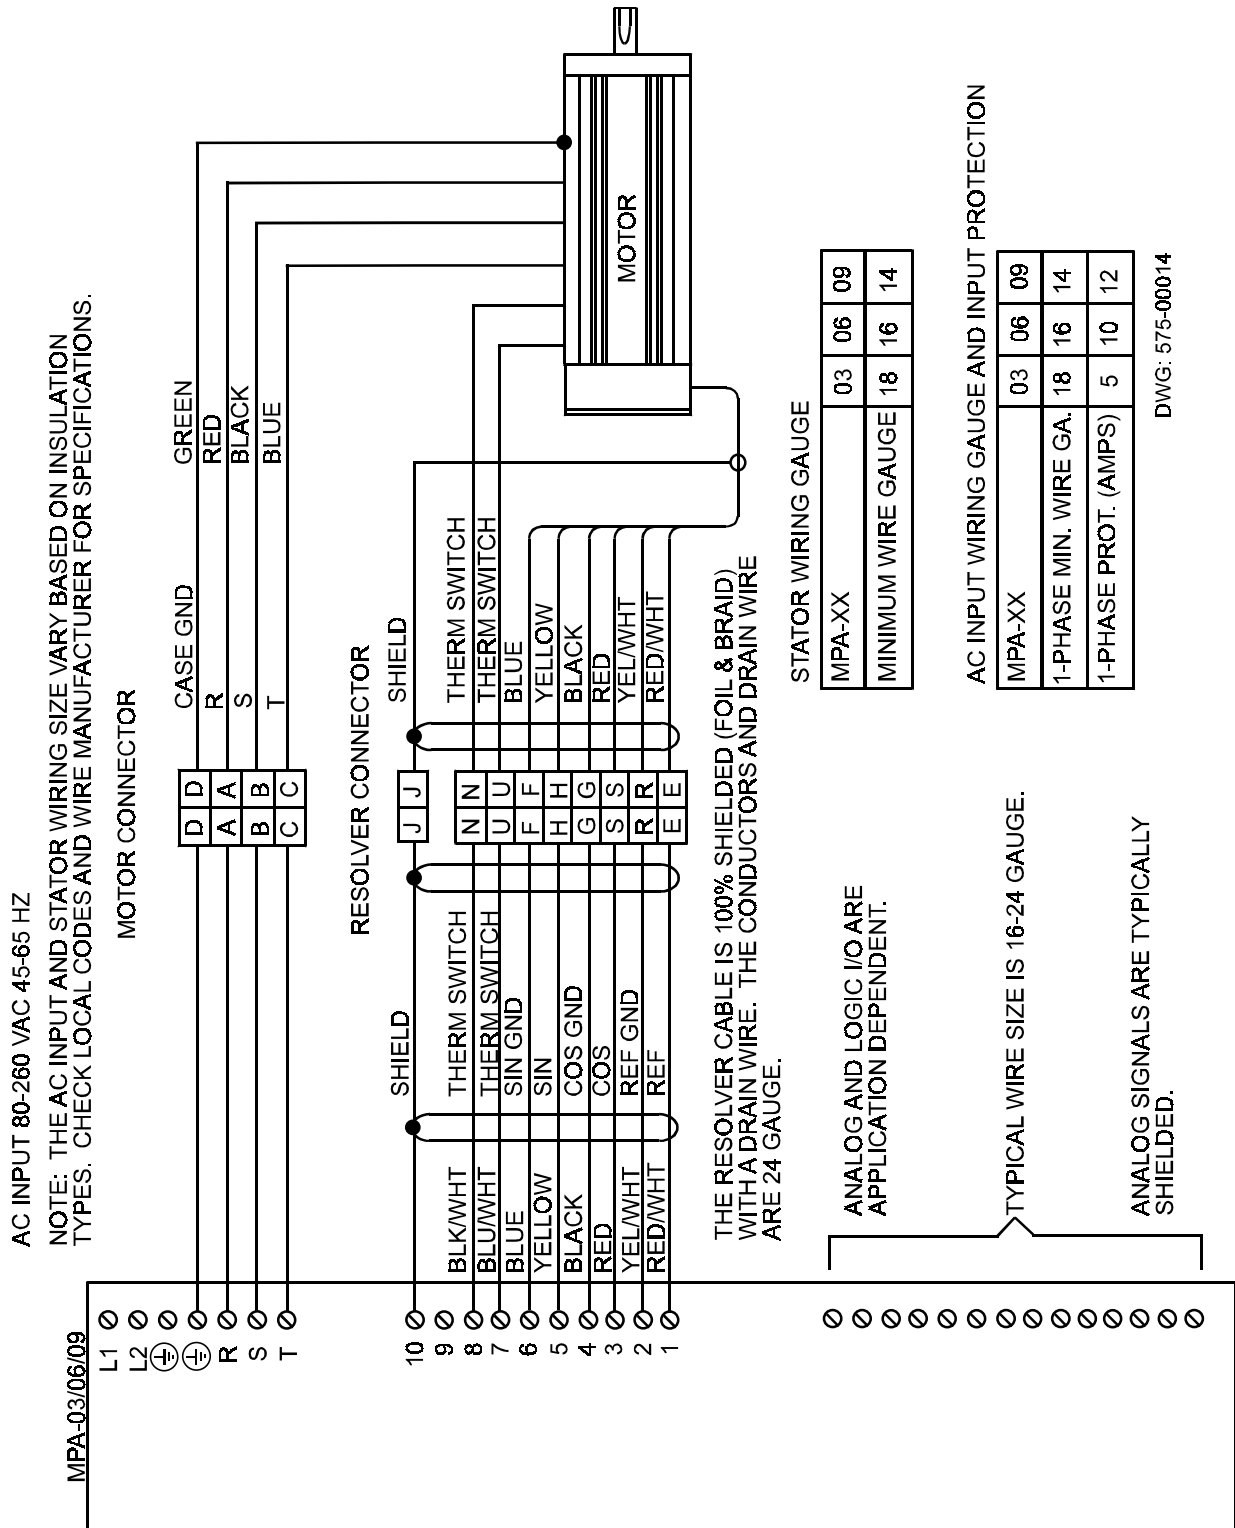 AC INPUT 80-260 VAC 45-65 HZ
NOTE: THE AC INPUT AND STATOR WIRING SIZE VARY BASED ON INSULATION
TYPES. CHECK LOCAL CODES AND WIRE MANUFACTURER FOR SPECIFICATIONS.
MPA-03/06/09
L1
L2
R
S
T
MOTOR CONNECTOR
D D CASE GND GREEN
A A R RED
B B S BLACK
C C T BLUE
RESOLVER CONNECTOR
10 SHIELD J J SHIELD
9
8 BLK/WHT THERM SWITCH N N THERM SWITCH
7 BLU/WHT THERM SWITCH U U THERM SWITCH
6 BLUE SIN GND F F BLUE
5 YELLOW SIN H H YELLOW
4 BLACK COS GND G G BLACK
3 RED COS S S RED
2 YEL/WHT REF GND R R YEL/WHT
1 RED/WHT REF E E RED/WHT
MOTOR
THE RESOLVER CABLE IS 100% SHIELDED (FOIL & BRAID)
WITH A DRAIN WIRE. THE CONDUCTORS AND DRAIN WIRE
ARE 24 GAUGE.
ANALOG AND LOGIC I/O ARE
APPLICATION DEPENDENT.
TYPICAL WIRE SIZE IS 16-24 GAUGE.
ANALOG SIGNALS ARE TYPICALLY
SHIELDED.
STATOR WIRING GAUGE
MPA-XX 03 06 09
MINIMUM WIRE GAUGE 18 16 14
AC INPUT WIRING GAUGE AND INPUT PROTECTION
MPA-XX 03 06 09
1-PHASE MIN. WIRE GA. 18 16 14
1-PHASE PROT. (AMPS) 5 10 12
DWG: 575-00014